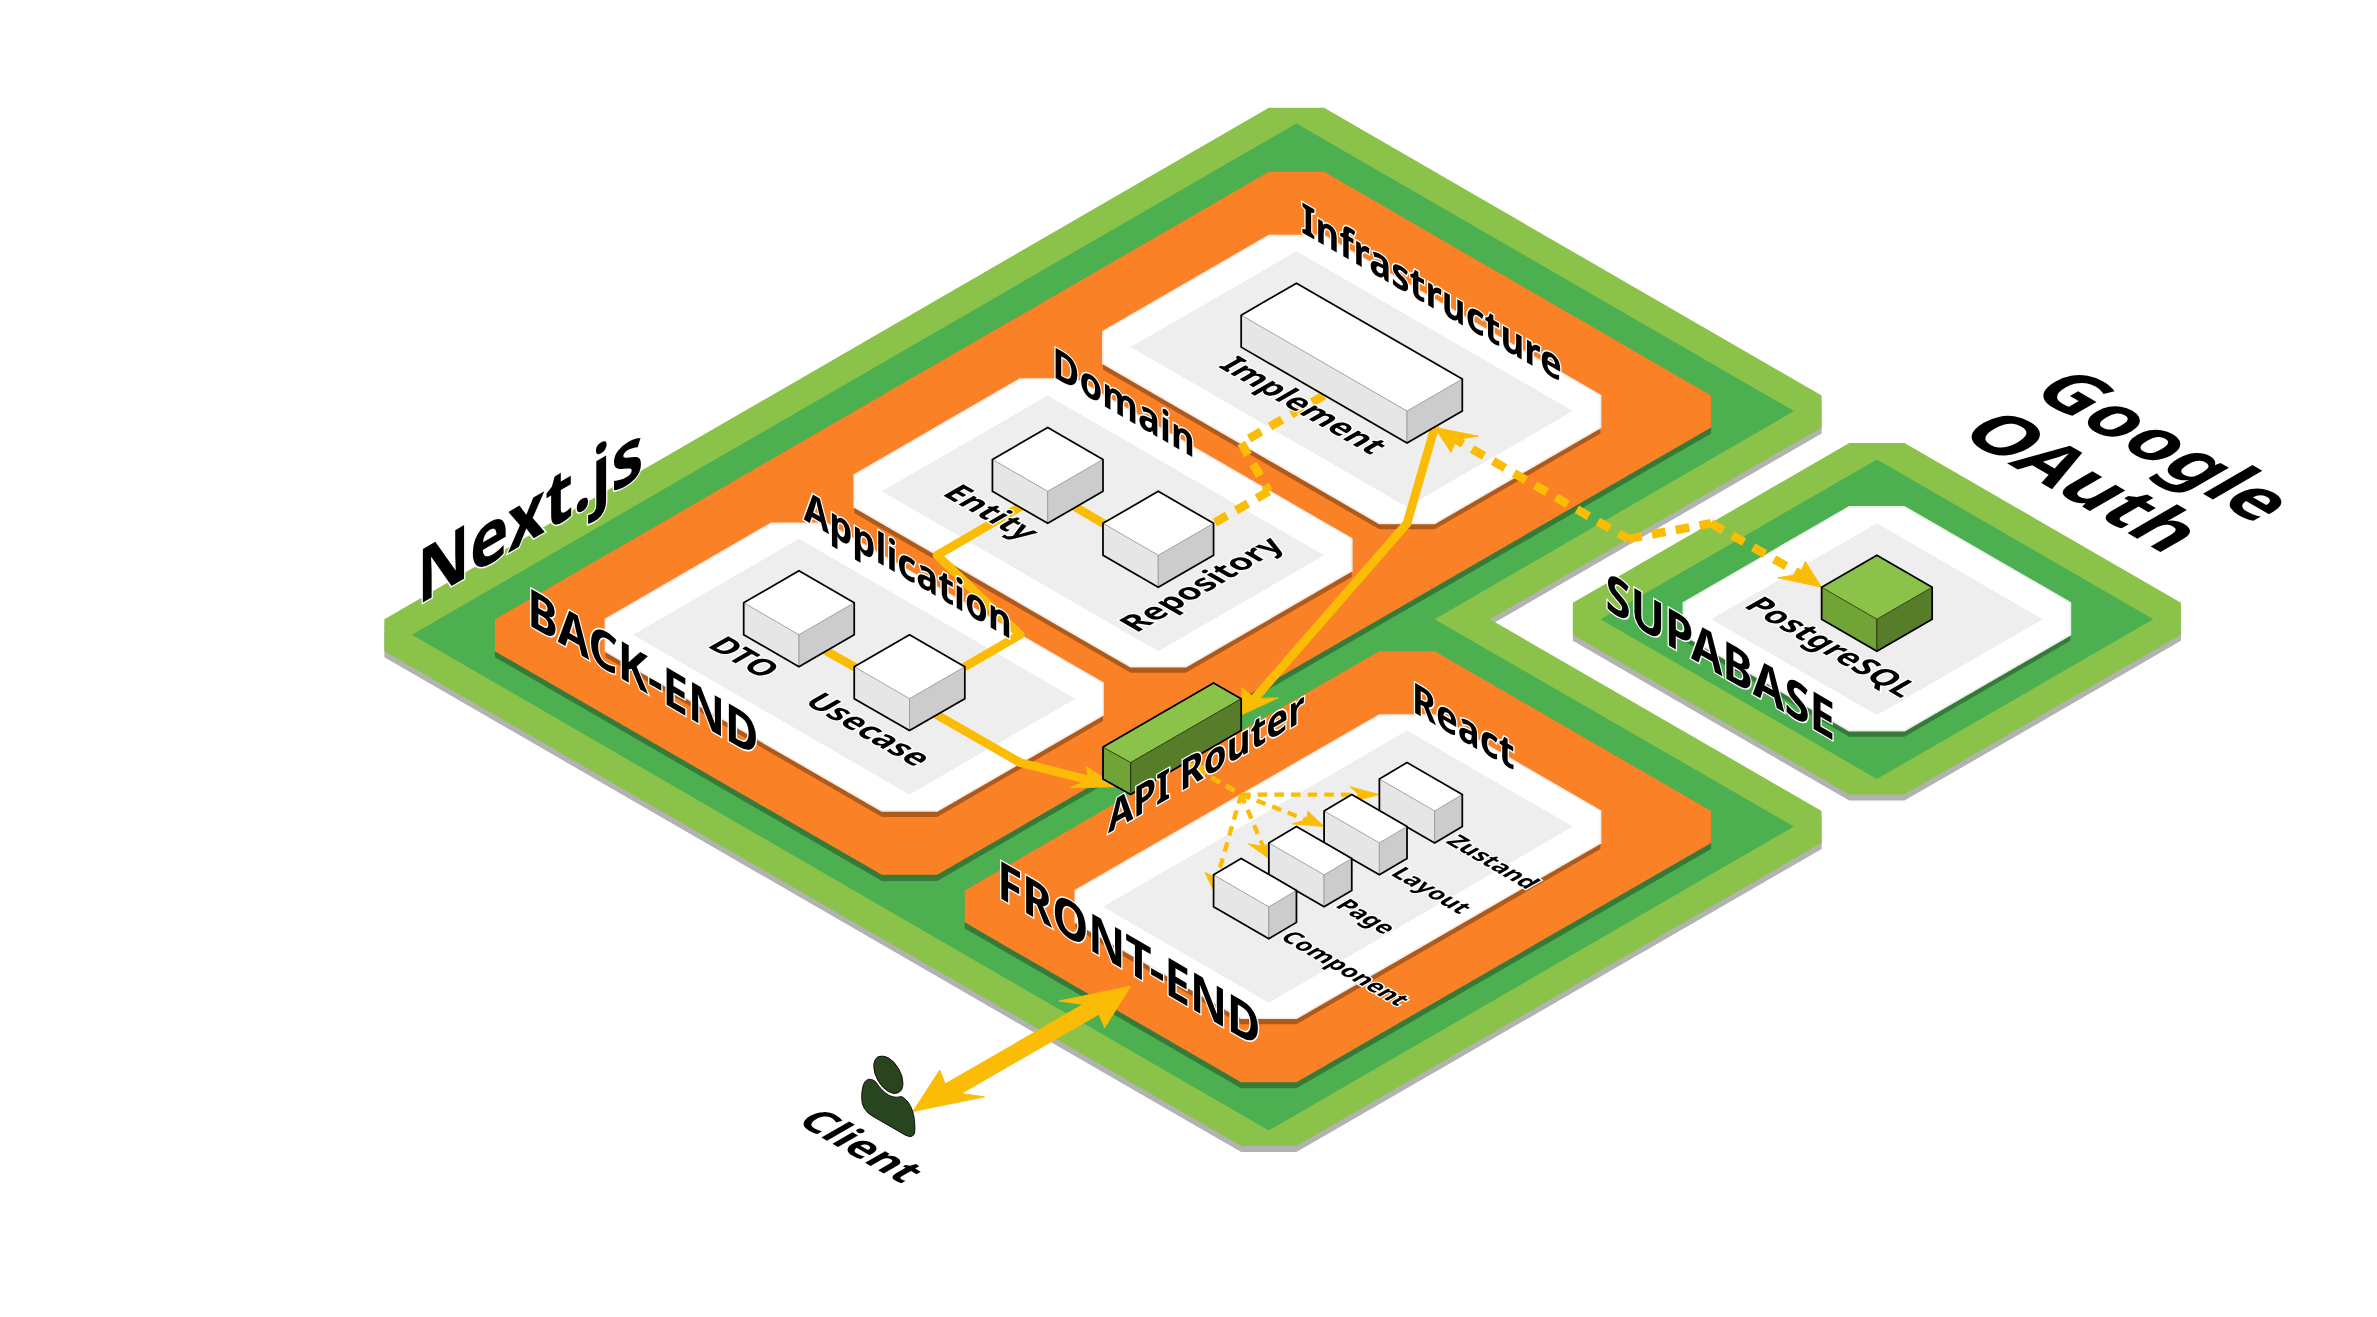 Next.js
Infrastructure
Implement
Domain
Entity
Repository
Application
DTO
Usecase
BACK-END
API Router
React
Zustand
Layout
Page
Component
FRONT-END
Client
Google
OAuth
SUPABASE
PostgreSQL